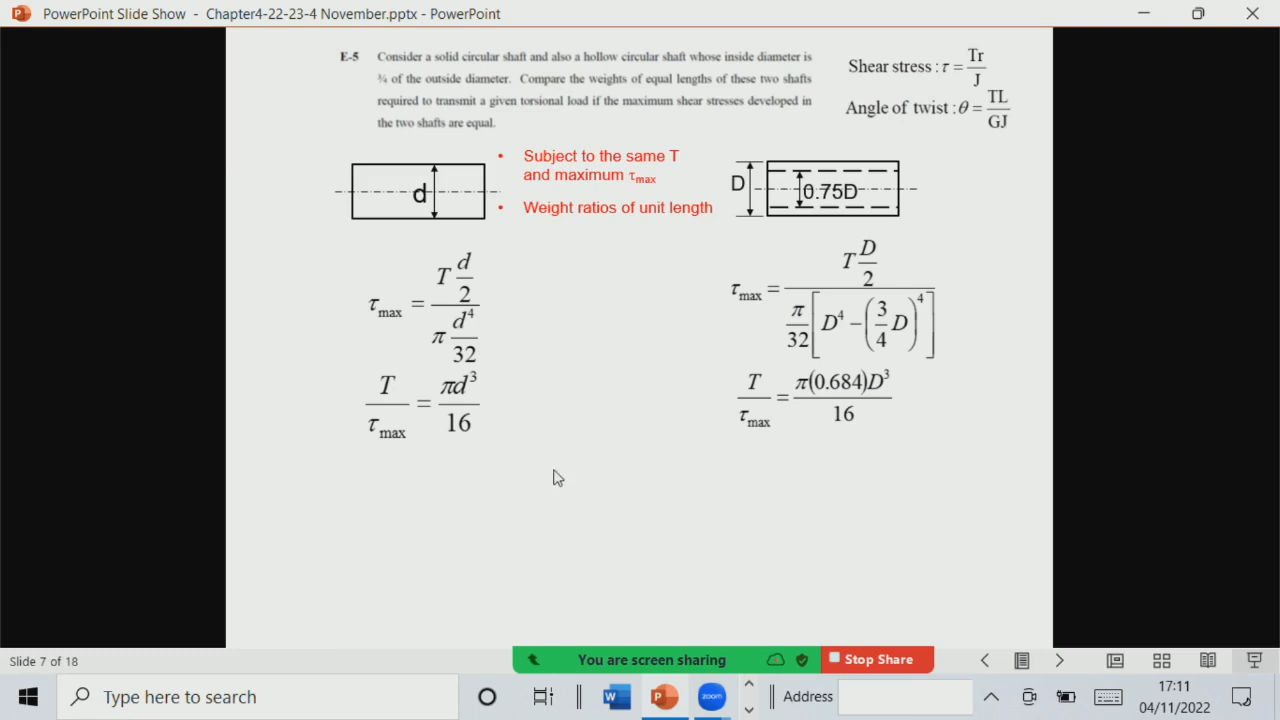 PowerPoint Slide Show - Chapter4-22-23-4 November.pptx - PowerPoint
E-5 Consider a solid circular shaft and also a hollow circular shaft whose inside diameter is
¾ of the outside diameter. Compare the weights of equal lengths of these two shafts
required to transmit a given torsional load if the maximum shear stresses developed in
the two shafts are equal.
Shear stress : τ = Tr/J
Angle of twist : θ = TL/GJ
d
• Subject to the same T
and maximum τmax
• Weight ratios of unit length
D
0.75D
τmax = (T d/2)/(π d⁴/32)
T/τmax = πd³/16
τmax = (T D/2)/(π/32 [D⁴ − (3/4 D)⁴])
T/τmax = π(0.684)D³/16
Slide 7 of 18
You are screen sharing
Stop Share
Type here to search
zoom
Address
17:11
04/11/2022